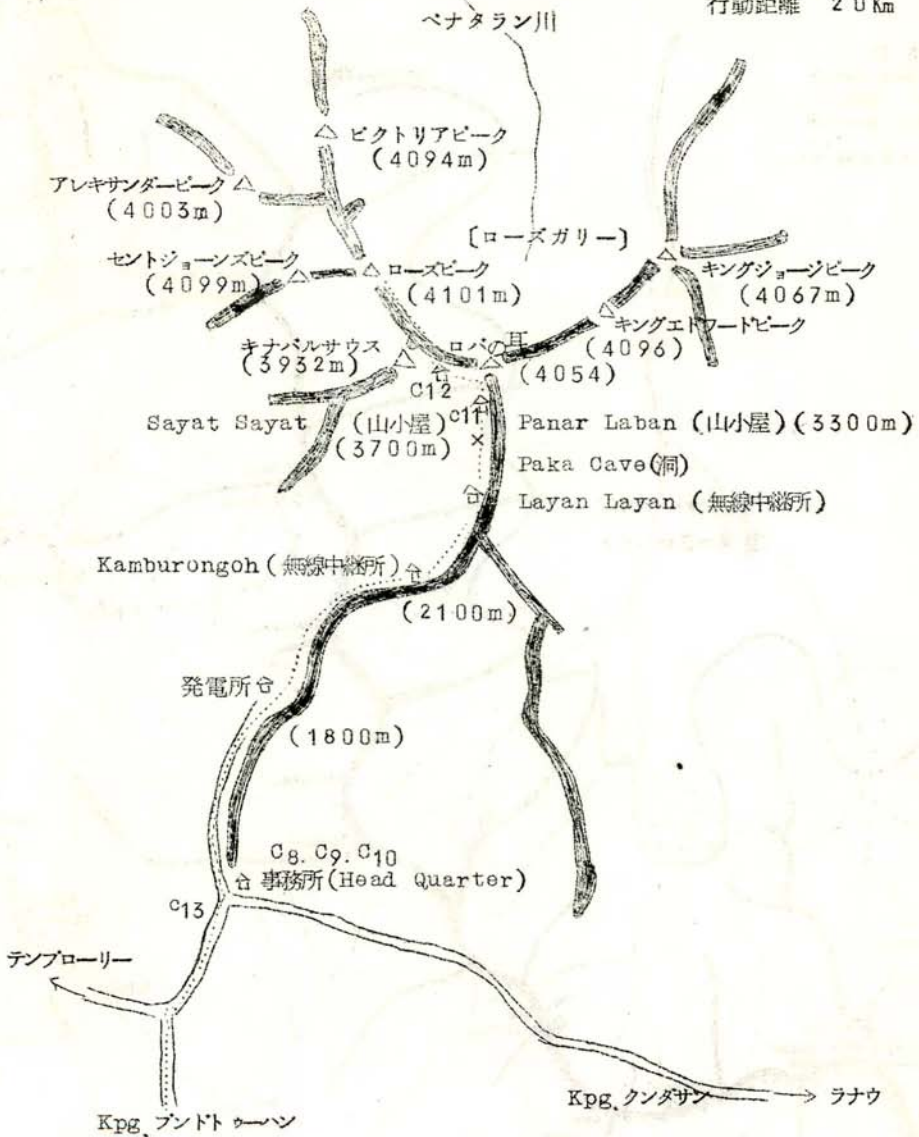 行動距離 20Km
ペナタラン川
ビクトリアピーク
(4094m)
アレキサンダーピーク
(4003m)
[ローズガリー]
セントジョーンズピーク
(4099m)
ローズピーク
(4101m)
キングジョージピーク
(4067m)
キングエドワードピーク
(4096)
キナバルサウス
(3932m)
ロバの耳
(4054)
C12
Sayat Sayat (山小屋)
(3700m)
C11
Panar Laban (山小屋) (3300m)
Paka Cave(洞)
Layan Layan (無線中継所)
Kamburongoh (無線中継所)
(2100m)
発電所
(1800m)
C8. C9. C10
事務所(Head Quarter)
C13
テンプローリー
Kpg. ブンドトゥーハン
Kpg. クンダサン
ラナウ